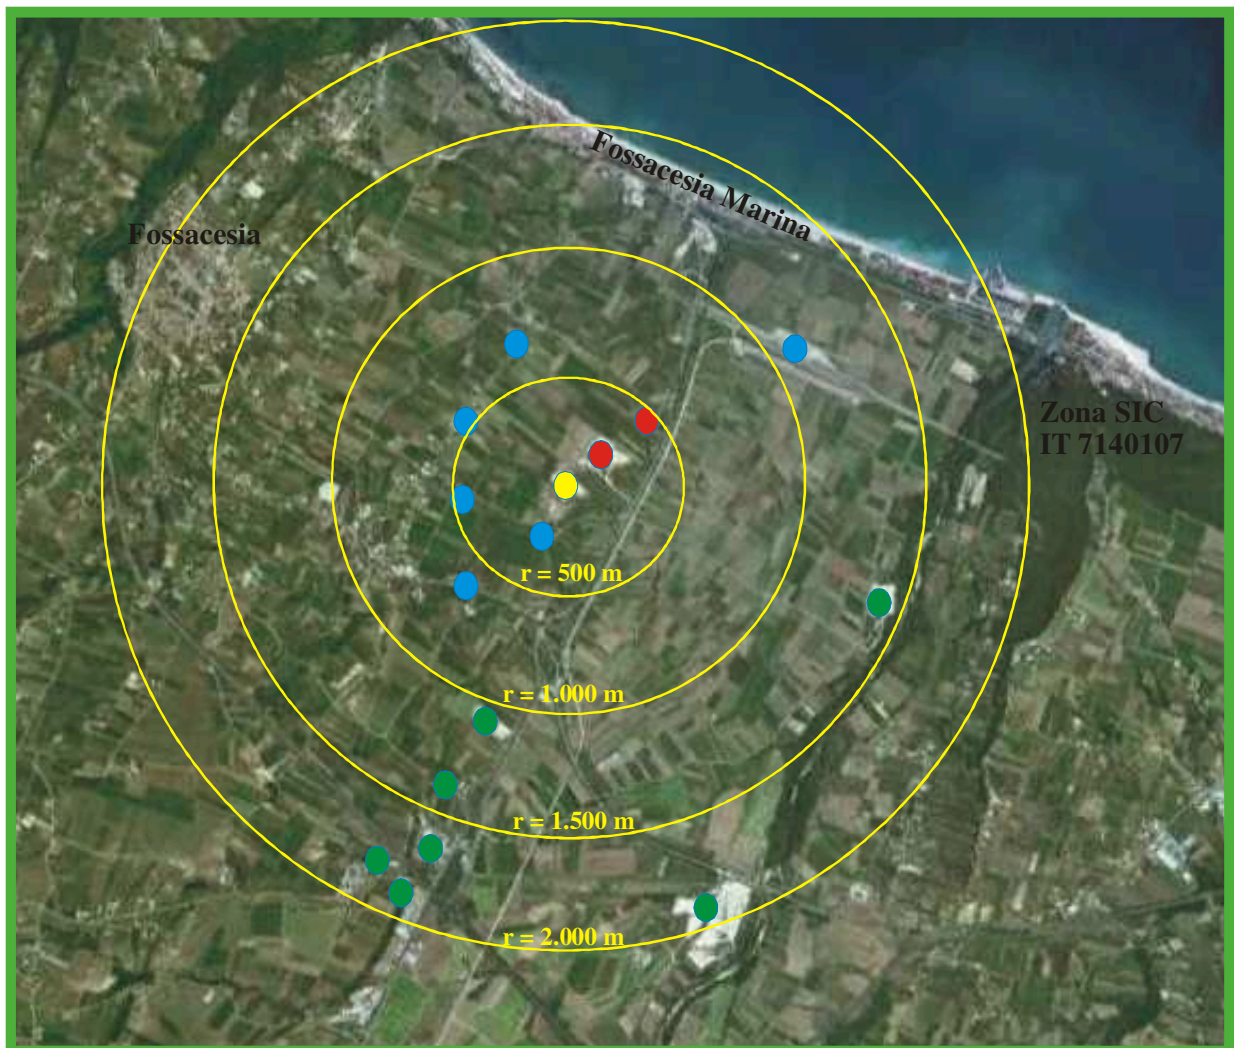 Fossacesia Marina
Fossacesia
Zona SIC
IT 7140107
r = 500 m
r = 1.000 m
r = 1.500 m
r = 2.000 m